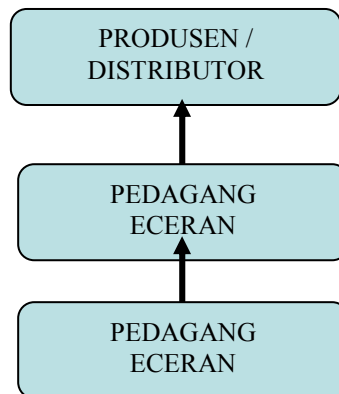 PRODUSEN /
DISTRIBUTOR
PEDAGANG
ECERAN
PEDAGANG
ECERAN